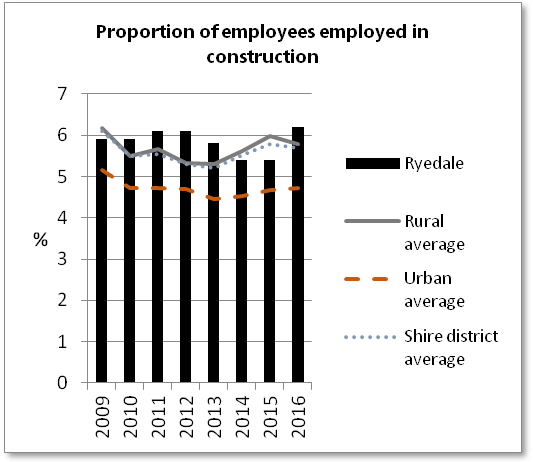 Proportion of employees employed in
construction
7
6
5
4
3
2
1
0
%
2009
2010
2011
2012
2013
2014
2015
2016
Ryedale
Rural
average
Urban
average
Shire district
average